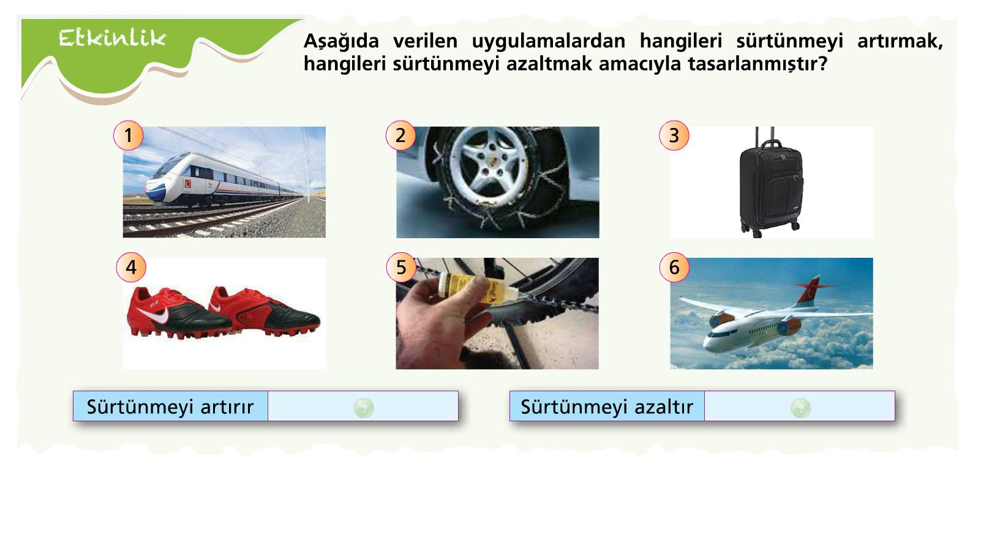 Etkinlik
Aşağıda verilen uygulamalardan hangileri sürtünmeyi artırmak,
hangileri sürtünmeyi azaltmak amacıyla tasarlanmıştır?
1
2
3
4
5
6
Sürtünmeyi artırır
?
Sürtünmeyi azaltır
?